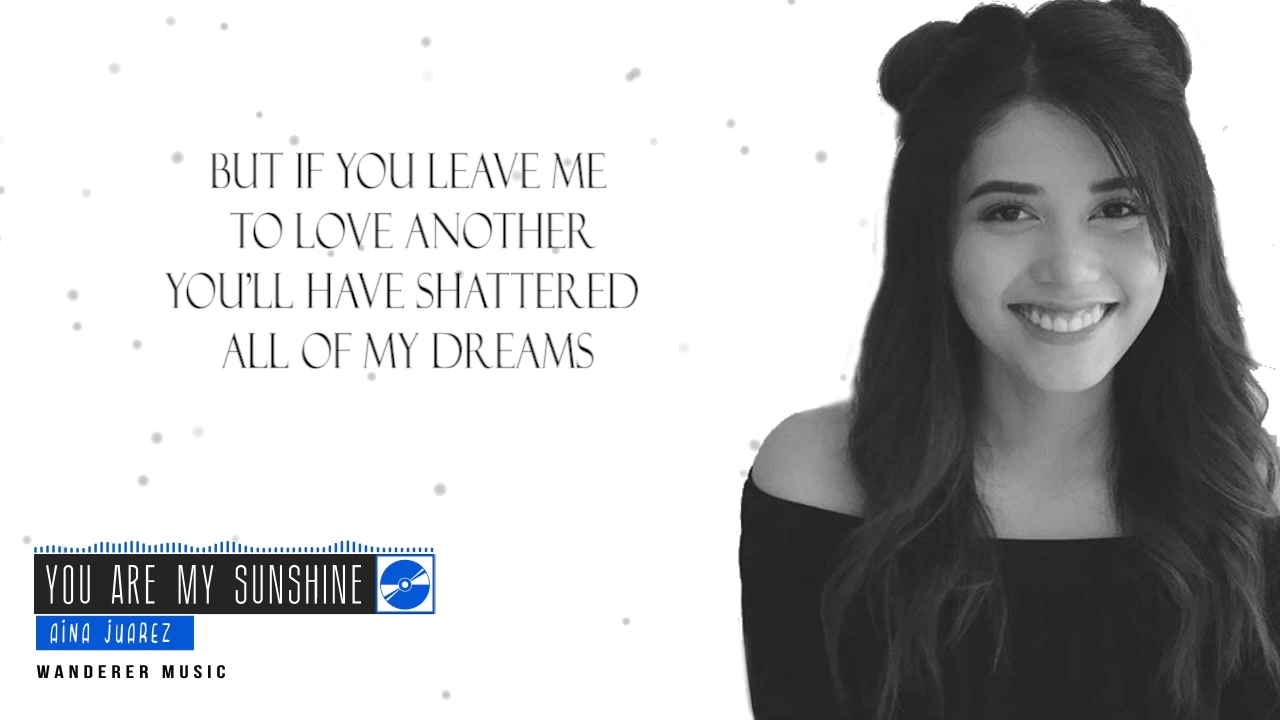 BUT IF YOU LEAVE ME
TO LOVE ANOTHER
YOU'LL HAVE SHATTERED
ALL OF MY DREAMS
YOU ARE MY SUNSHINE
AiNA JUAREZ
WANDERER MUSIC